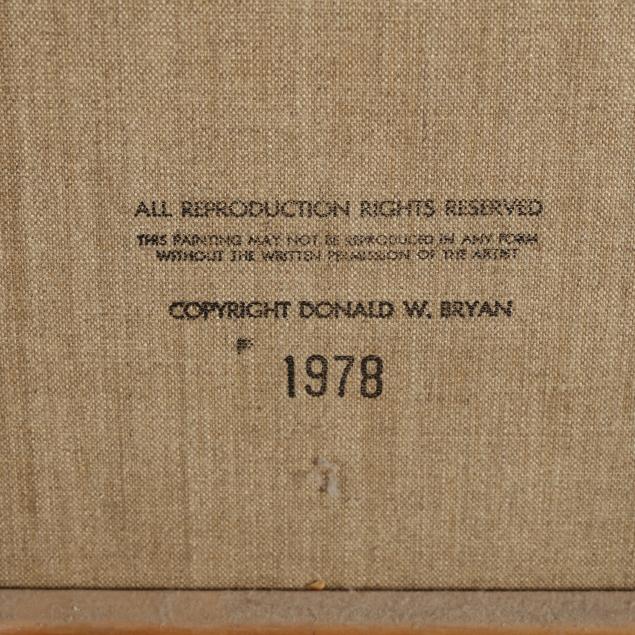 ALL REPRODUCTION RIGHTS RESERVED
THIS PAINTING MAY NOT BE REPRODUCED IN ANY FORM
WITHOUT THE WRITTEN PERMISSION OF THE ARTIST
COPYRIGHT DONALD W. BRYAN
1978